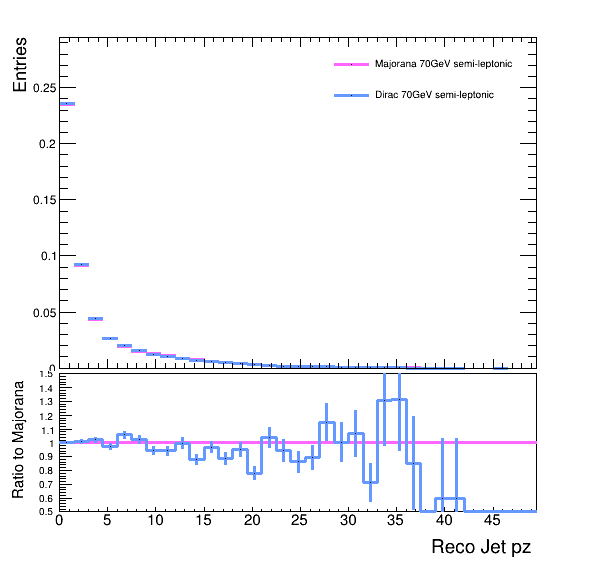 Entries
Majorana 70GeV semi-leptonic
Dirac 70GeV semi-leptonic
0.25
0.2
0.15
0.1
0.05
0
Ratio to Majorana
1.5
1.4
1.3
1.2
1.1
1
0.9
0.8
0.7
0.6
0.5
0 5 10 15 20 25 30 35 40 45
Reco Jet pz